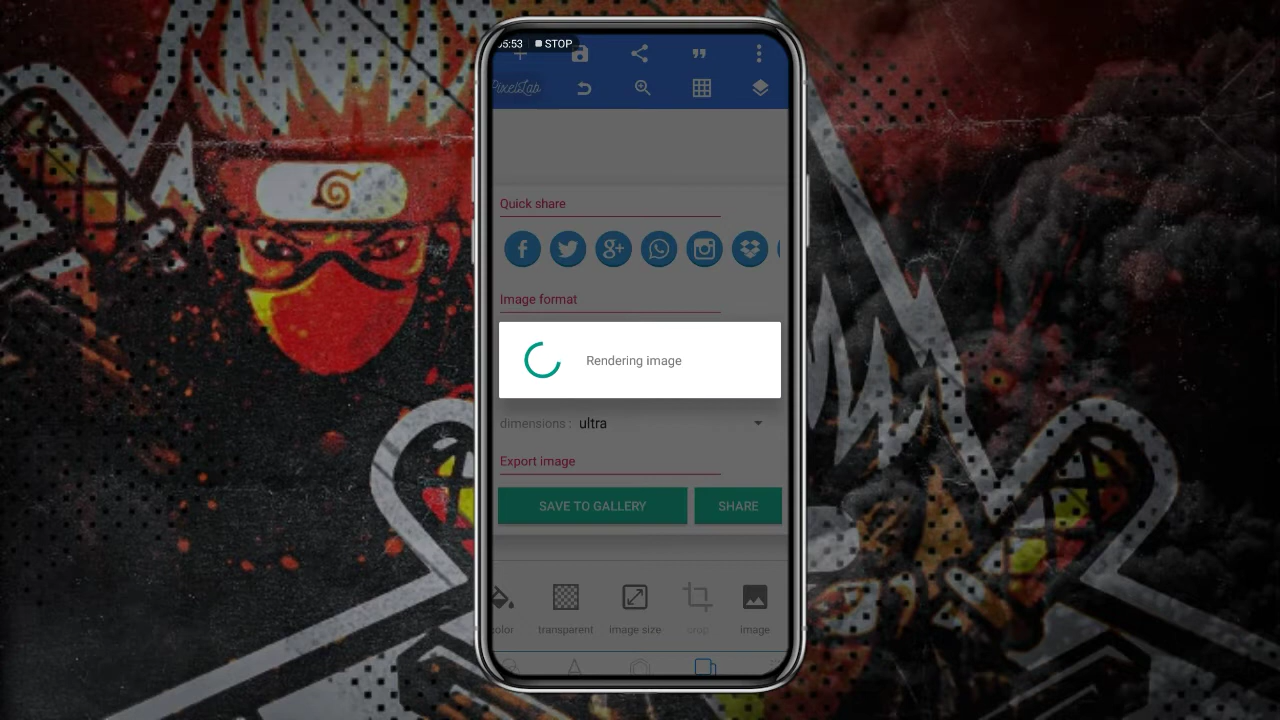 05:53 STOP
PixelLab
Quick share
f g+
Image format
Rendering image
dimensions : ultra
Export image
SAVE TO GALLERY SHARE
color transparent image size crop image